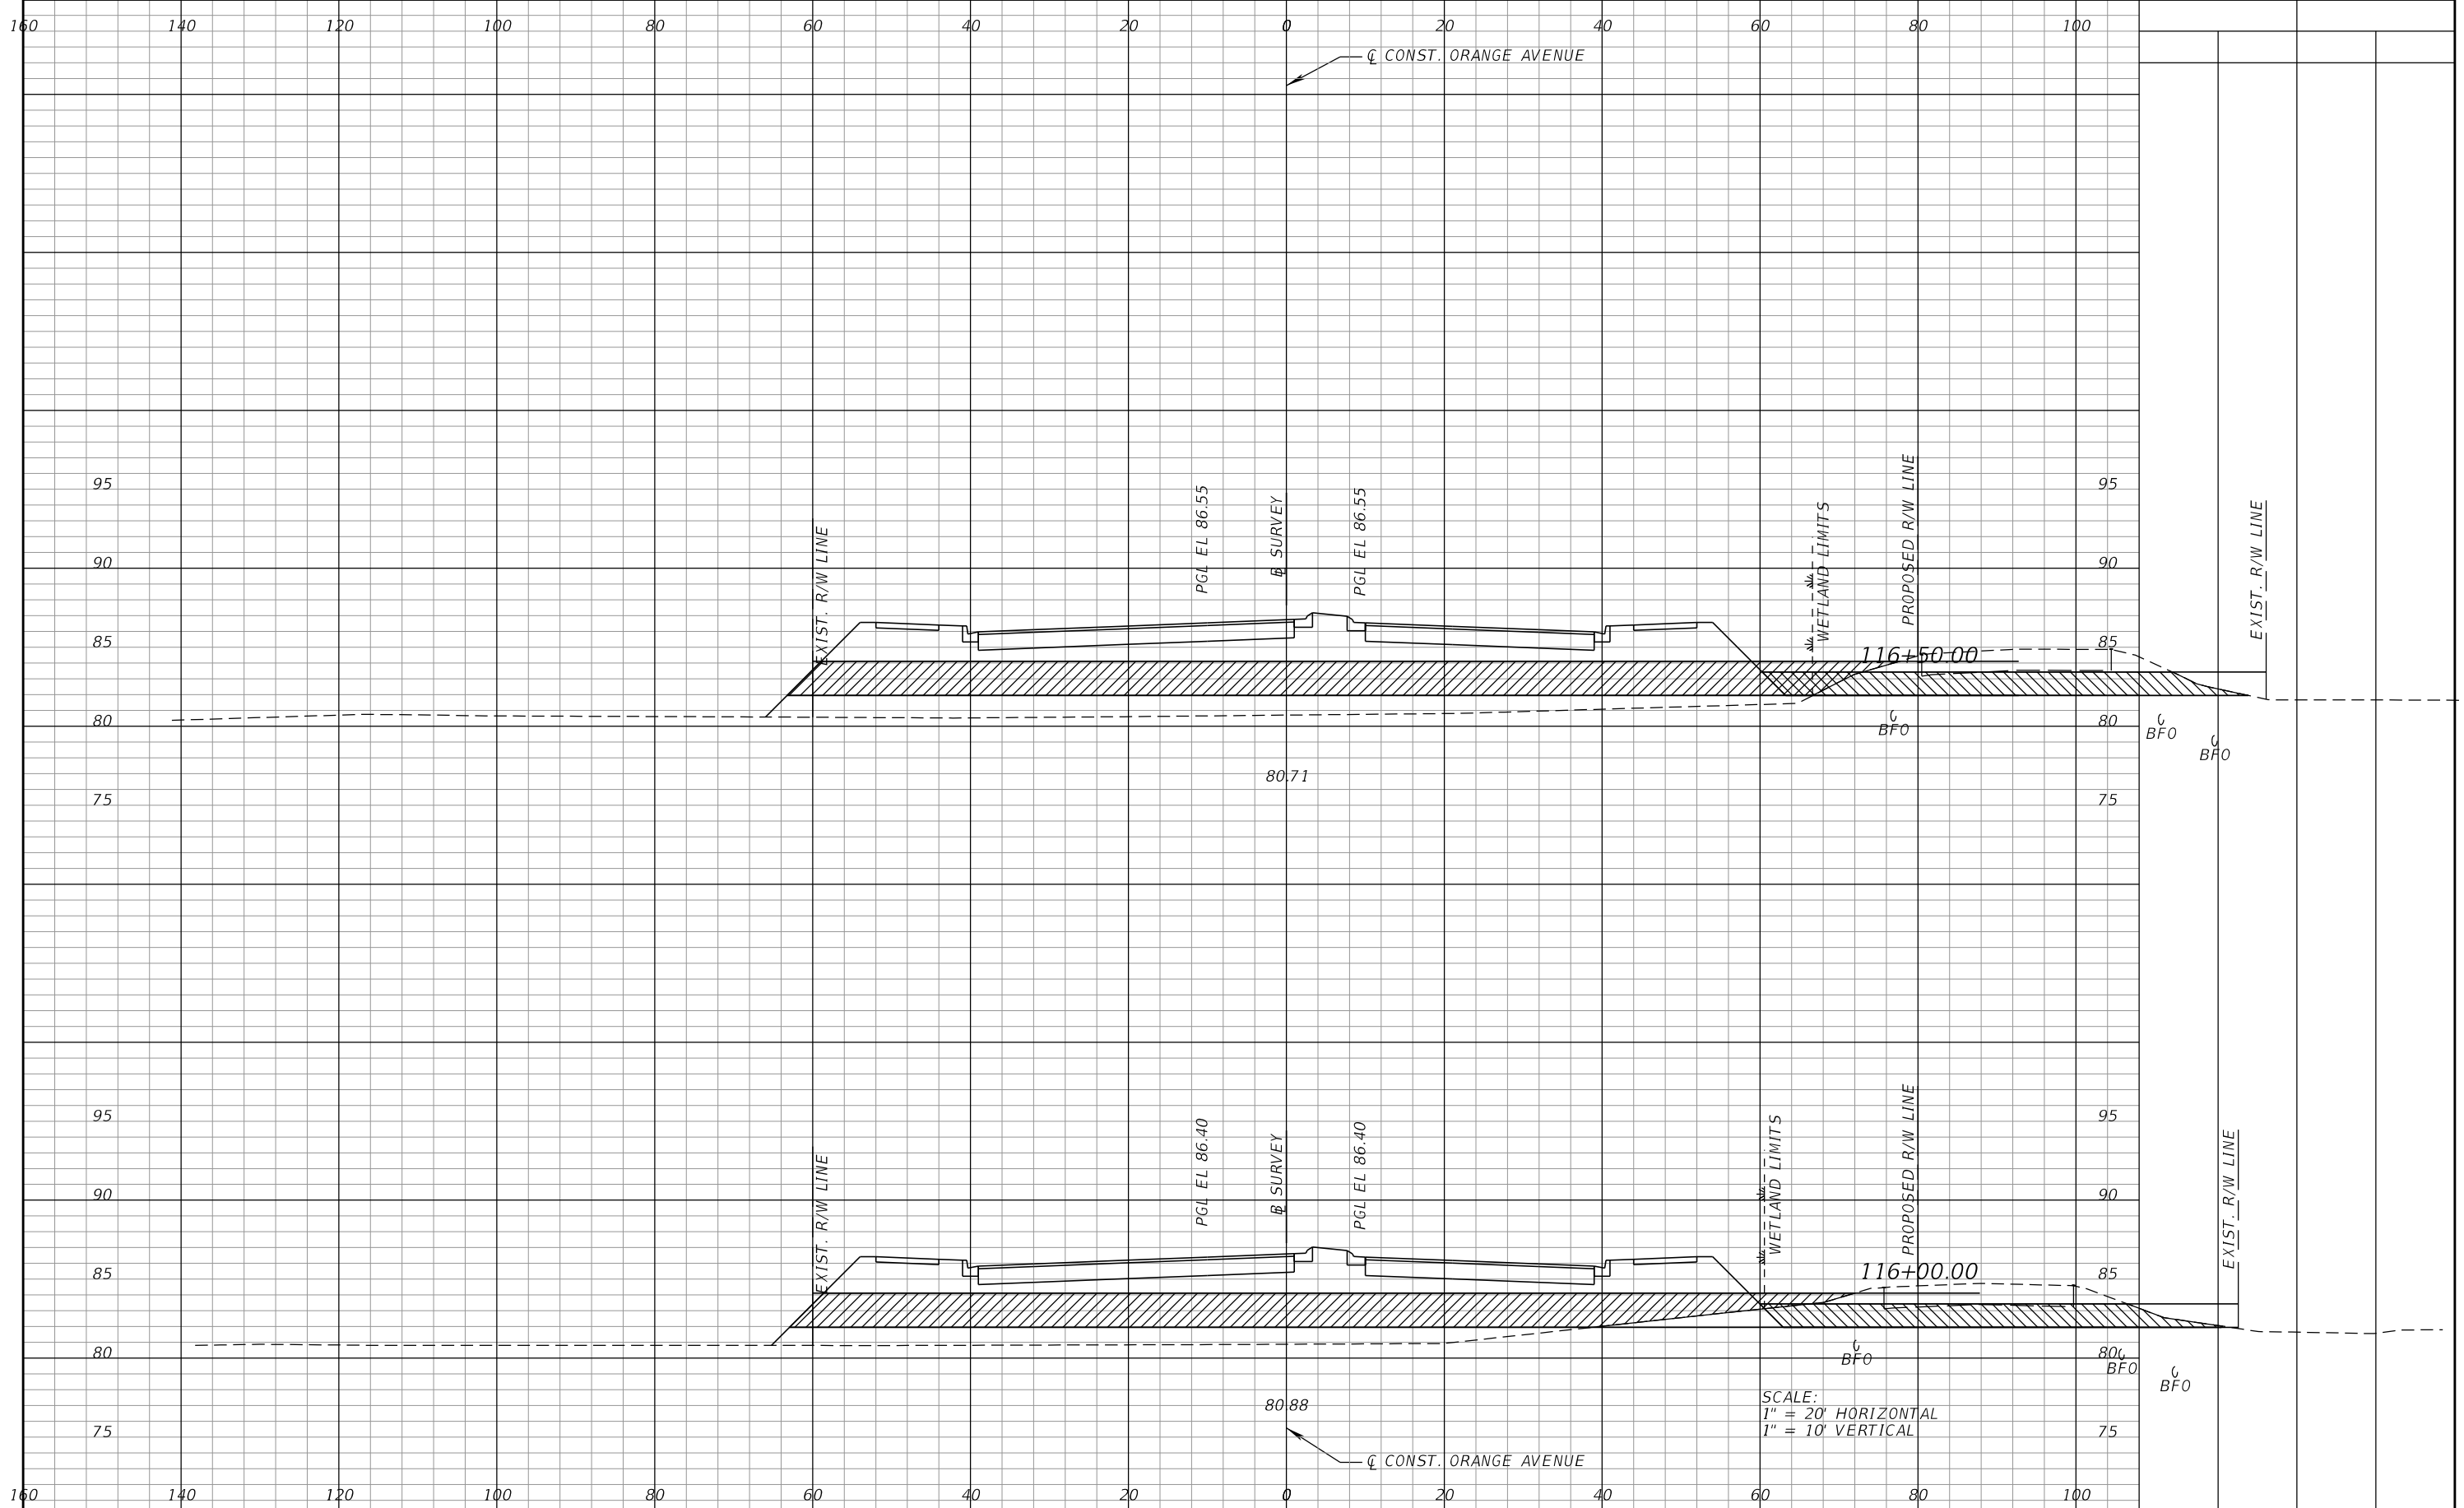 160 140 120 100 80 60 40 20 0 20 40 60 80 100
℄ CONST. ORANGE AVENUE
95 95
90 90
85 85
80 80
75 75
EXIST. R/W LINE
PGL EL 86.55
℄ SURVEY
PGL EL 86.55
WETLAND LIMITS
PROPOSED R/W LINE
EXIST. R/W LINE
116+50.00
BFO
BFO
BFO
80.71
95 95
90 90
85 85
80 80
75 75
EXIST. R/W LINE
PGL EL 86.40
℄ SURVEY
PGL EL 86.40
WETLAND LIMITS
PROPOSED R/W LINE
EXIST. R/W LINE
116+00.00
BFO
BFO
BFO
80.88
SCALE:
1" = 20' HORIZONTAL
1" = 10' VERTICAL
℄ CONST. ORANGE AVENUE
160 140 120 100 80 60 40 20 0 20 40 60 80 100